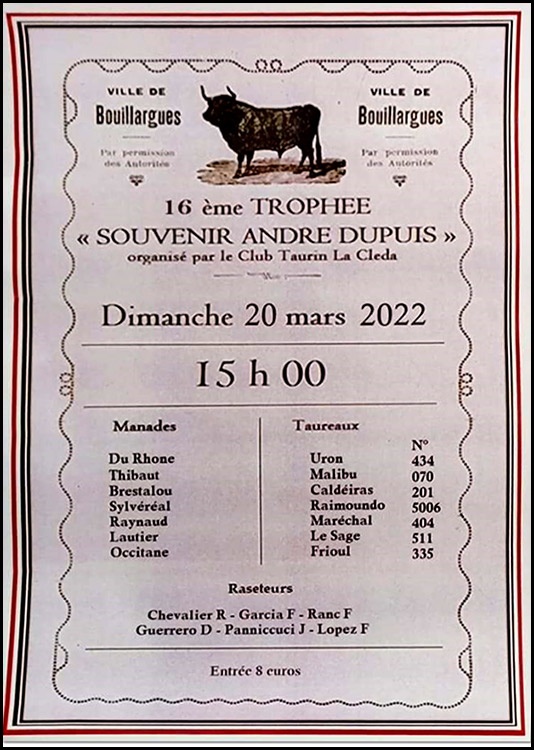 VILLE DE
Bouillargues
Par permission
des Autorités
VILLE DE
Bouillargues
Par permission
des Autorités
16 ème TROPHEE
« SOUVENIR ANDRE DUPUIS »
organisé par le Club Taurin La Cleda
Dimanche 20 mars 2022
15 h 00
Manades Taureaux
N°
Du Rhone Uron 434
Thibaut Malibu 070
Brestalou Caldéiras 201
Sylvéréal Raimoundo 5006
Raynaud Maréchal 404
Lautier Le Sage 511
Occitane Frioul 335
Raseteurs
Chevalier R - Garcia F - Ranc F
Guerrero D - Panniccuci J - Lopez F
Entrée 8 euros